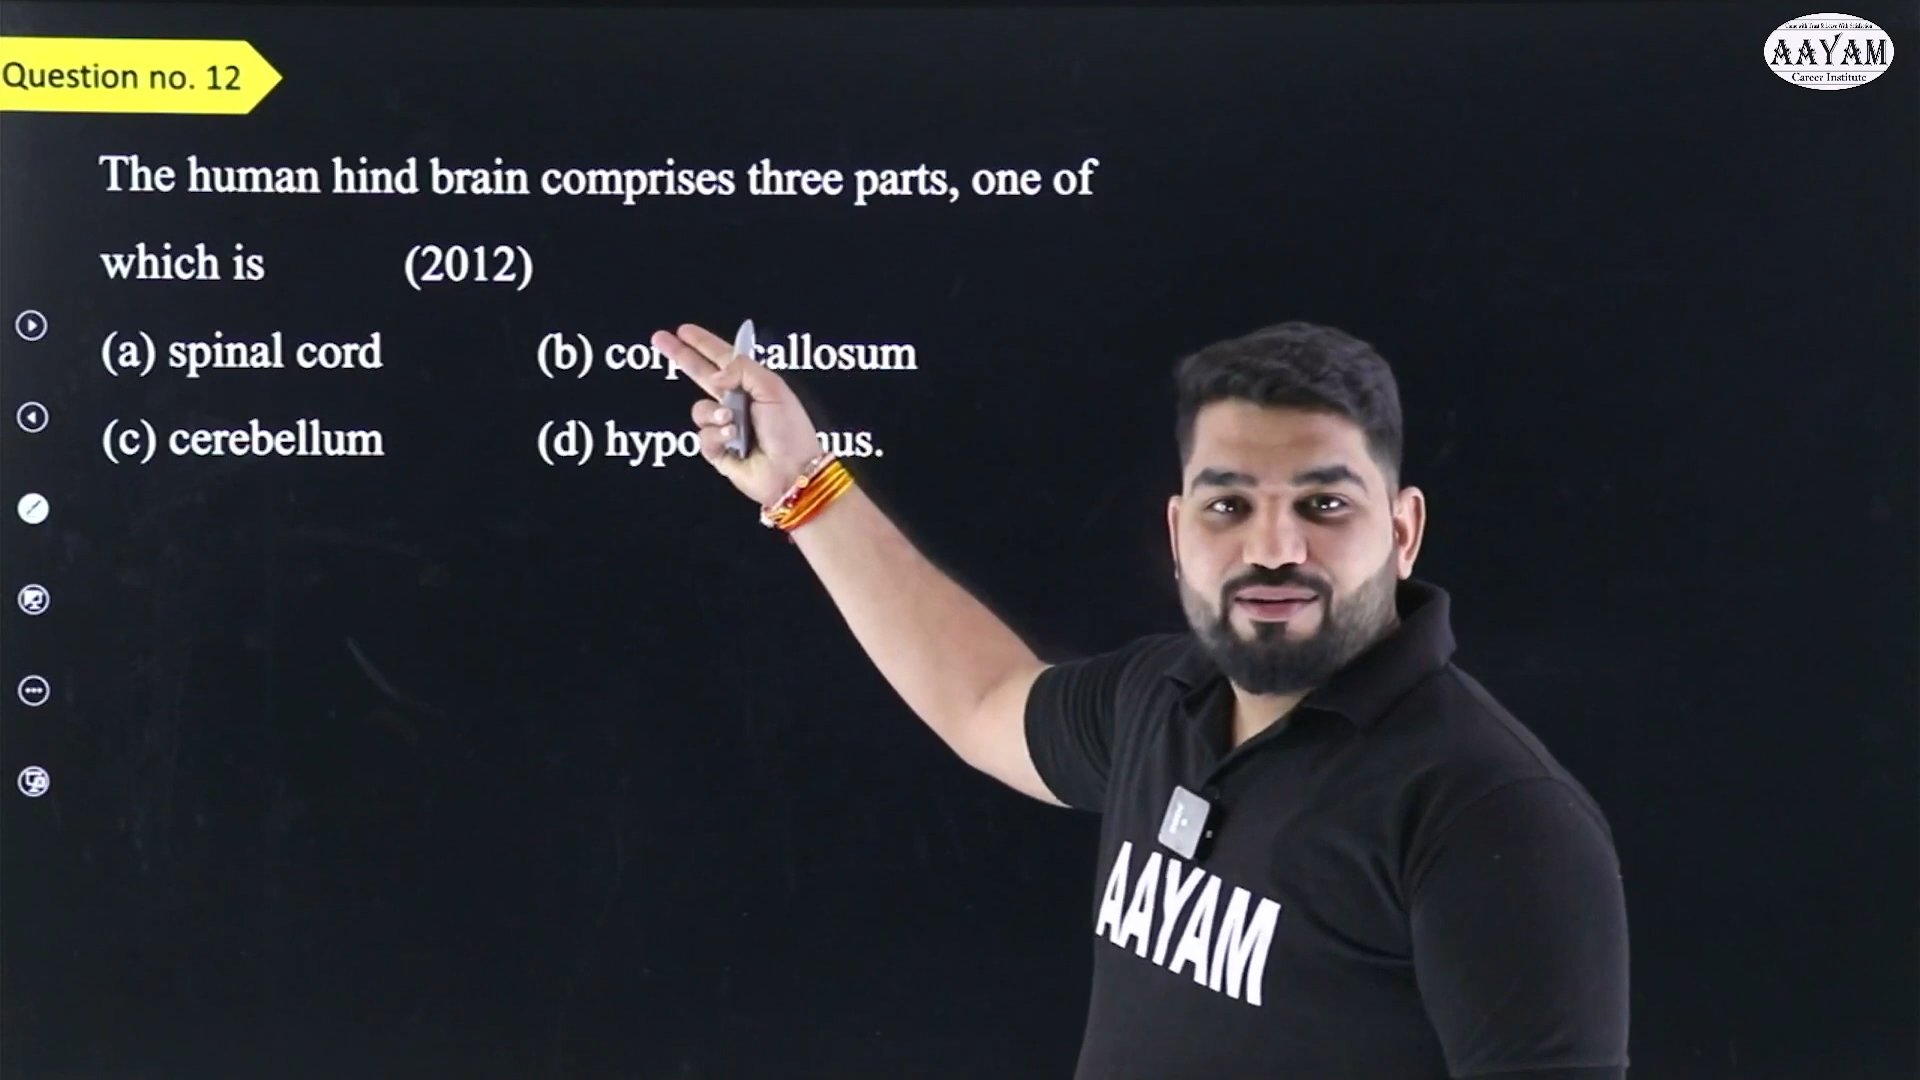 Question no. 12
AAYAM
Career Institute
The human hind brain comprises three parts, one of
which is (2012)
(a) spinal cord (b) callosum
(c) cerebellum (d)
AAYAM